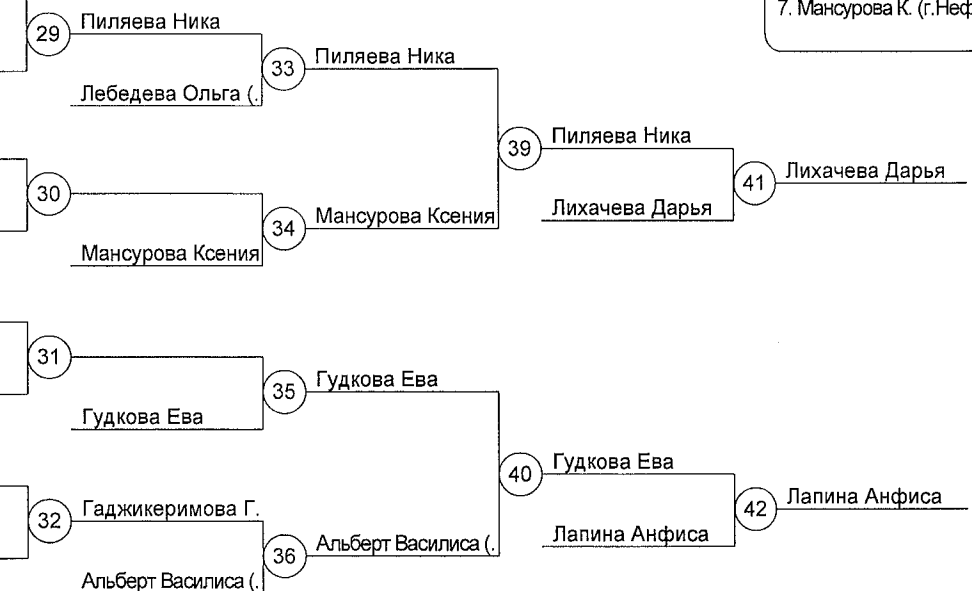 7. Мансурова К. (г.Неф
29
Пиляева Ника
33
Пиляева Ника
Лебедева Ольга (.
39
Пиляева Ника
41
Лихачева Дарья
30
34
Мансурова Ксения
Лихачева Дарья
Мансурова Ксения
31
35
Гудкова Ева
Гудкова Ева
40
Гудкова Ева
42
Лапина Анфиса
32
Гаджикеримова Г.
36
Альберт Василиса (.
Лапина Анфиса
Альберт Василиса (.